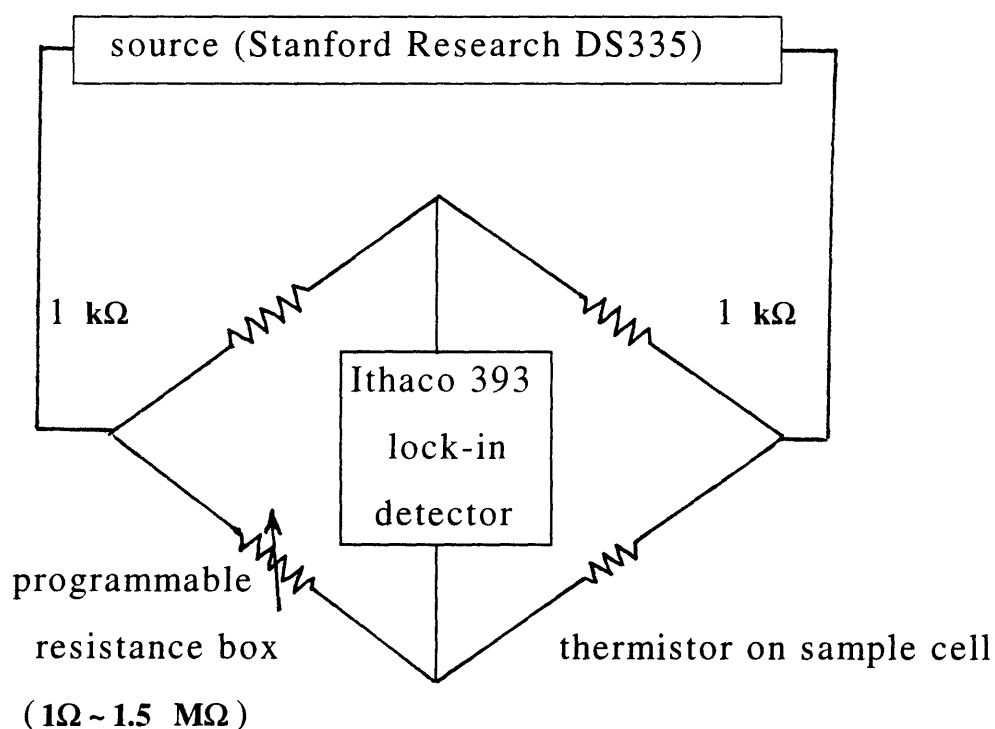 source (Stanford Research DS335)
1 kΩ
1 kΩ
Ithaco 393
lock-in
detector
programmable
resistance box
(1Ω ~ 1.5 MΩ)
thermistor on sample cell